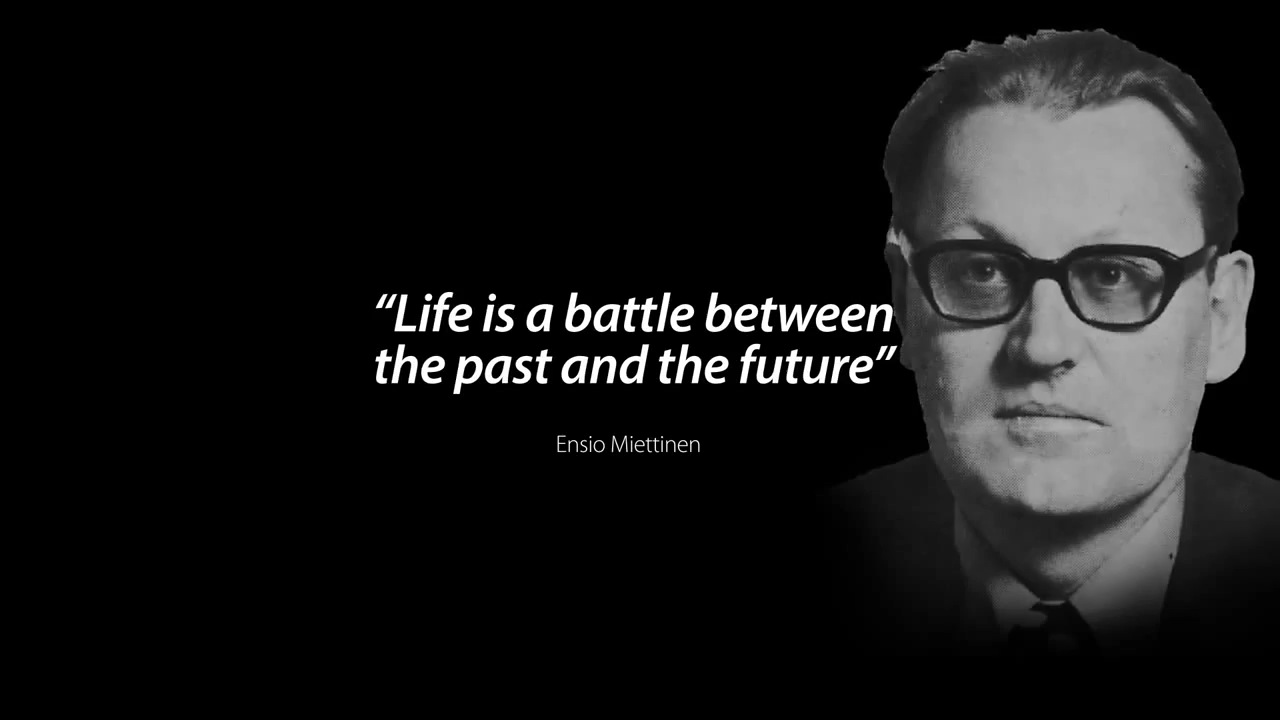 “Life is a battle between
the past and the future”
Ensio Miettinen